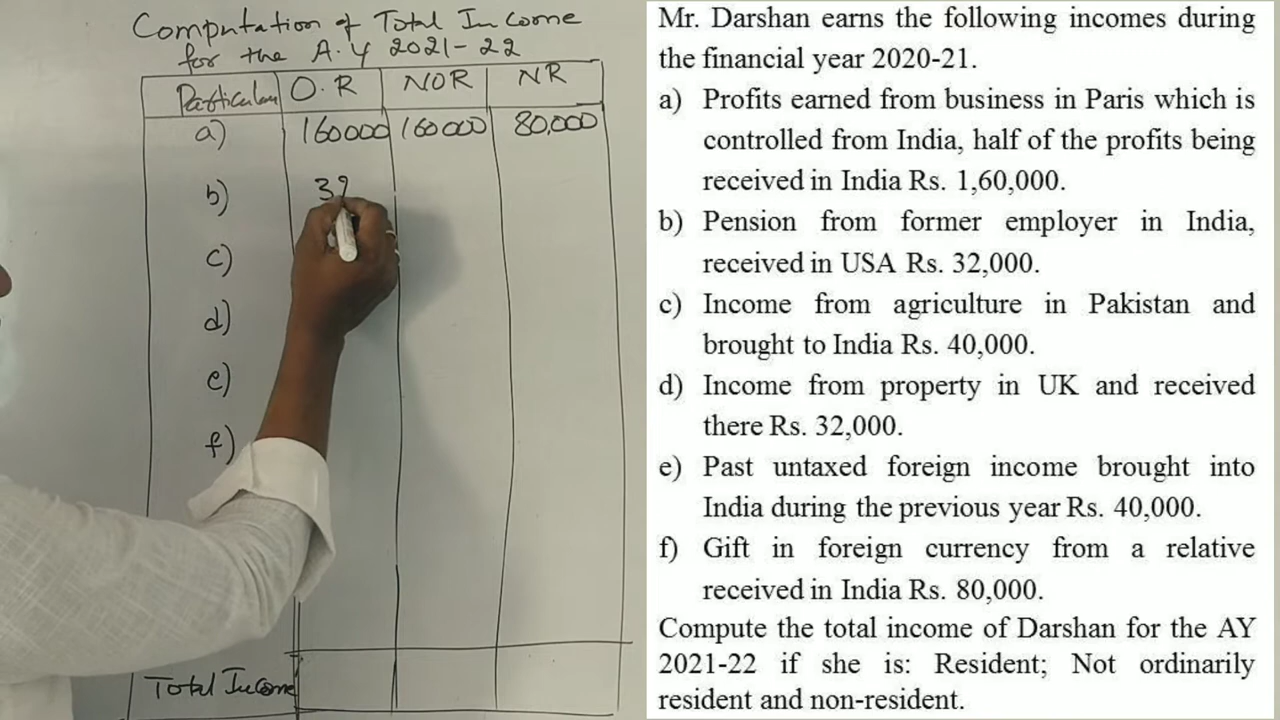 Computation of Total Income
for the A.Y 2021-22
Particulars O.R NOR NR
a) 160000 160000 80,000
b) 32
c)
d)
e)
f)
Total Income
Mr. Darshan earns the following incomes during
the financial year 2020-21.
a) Profits earned from business in Paris which is
controlled from India, half of the profits being
received in India Rs. 1,60,000.
b) Pension from former employer in India,
received in USA Rs. 32,000.
c) Income from agriculture in Pakistan and
brought to India Rs. 40,000.
d) Income from property in UK and received
there Rs. 32,000.
e) Past untaxed foreign income brought into
India during the previous year Rs. 40,000.
f) Gift in foreign currency from a relative
received in India Rs. 80,000.
Compute the total income of Darshan for the AY
2021-22 if she is: Resident; Not ordinarily
resident and non-resident.